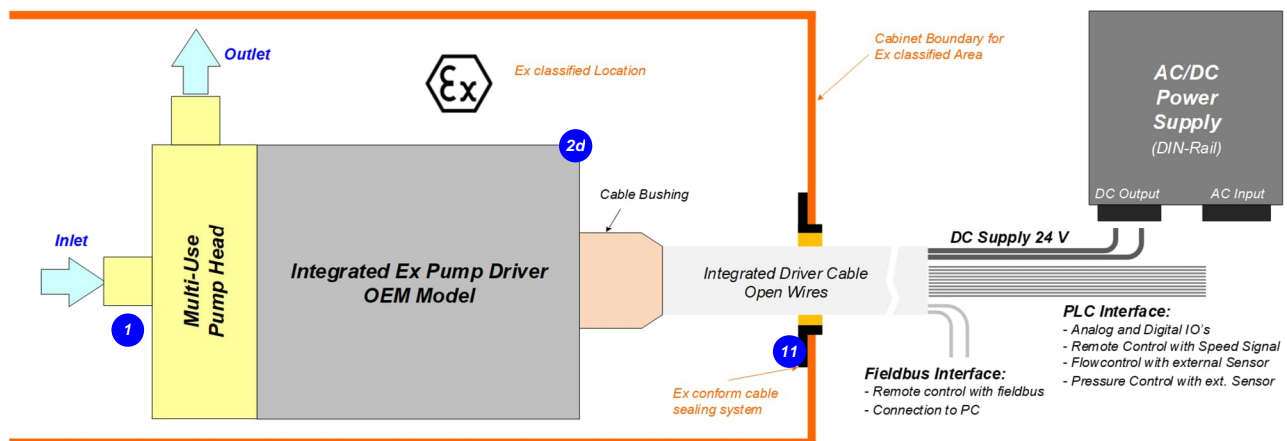 Outlet
Inlet
1
Multi-Use
Pump Head
Ex
Ex classified Location
2d
Integrated Ex Pump Driver
OEM Model
Cable Bushing
Cabinet Boundary for
Ex classified Area
AC/DC
Power
Supply
(DIN-Rail)
DC Output
AC Input
DC Supply 24 V
Integrated Driver Cable
Open Wires
11
Ex conform cable
sealing system
Fieldbus Interface:
- Remote control with fieldbus
- Connection to PC
PLC Interface:
- Analog and Digital IO's
- Remote Control with Speed Signal
- Flowcontrol with external Sensor
- Pressure Control with ext. Sensor